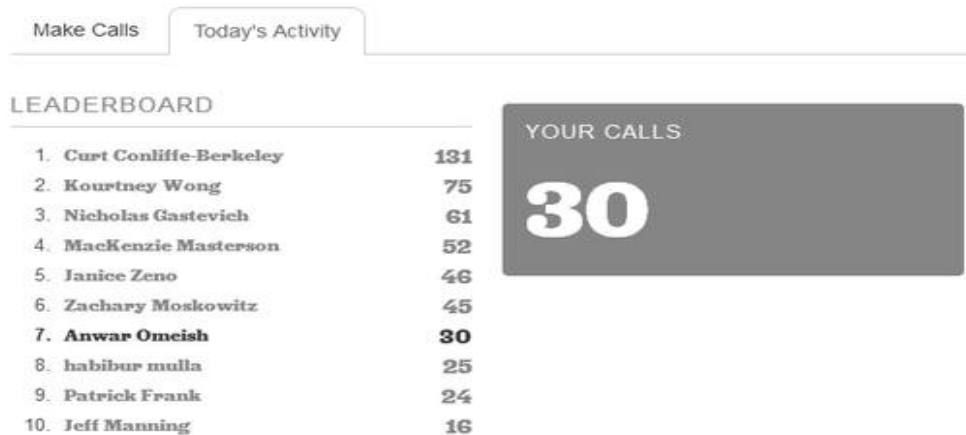 Make Calls Today's Activity
LEADERBOARD
1. Curt Conliffe-Berkeley 131
2. Kourtney Wong 75
3. Nicholas Gastevich 61
4. MacKenzie Masterson 52
5. Janice Zeno 46
6. Zachary Moskowitz 45
7. Anwar Omeish 30
8. habibur mulla 25
9. Patrick Frank 24
10. Jeff Manning 16
YOUR CALLS
30